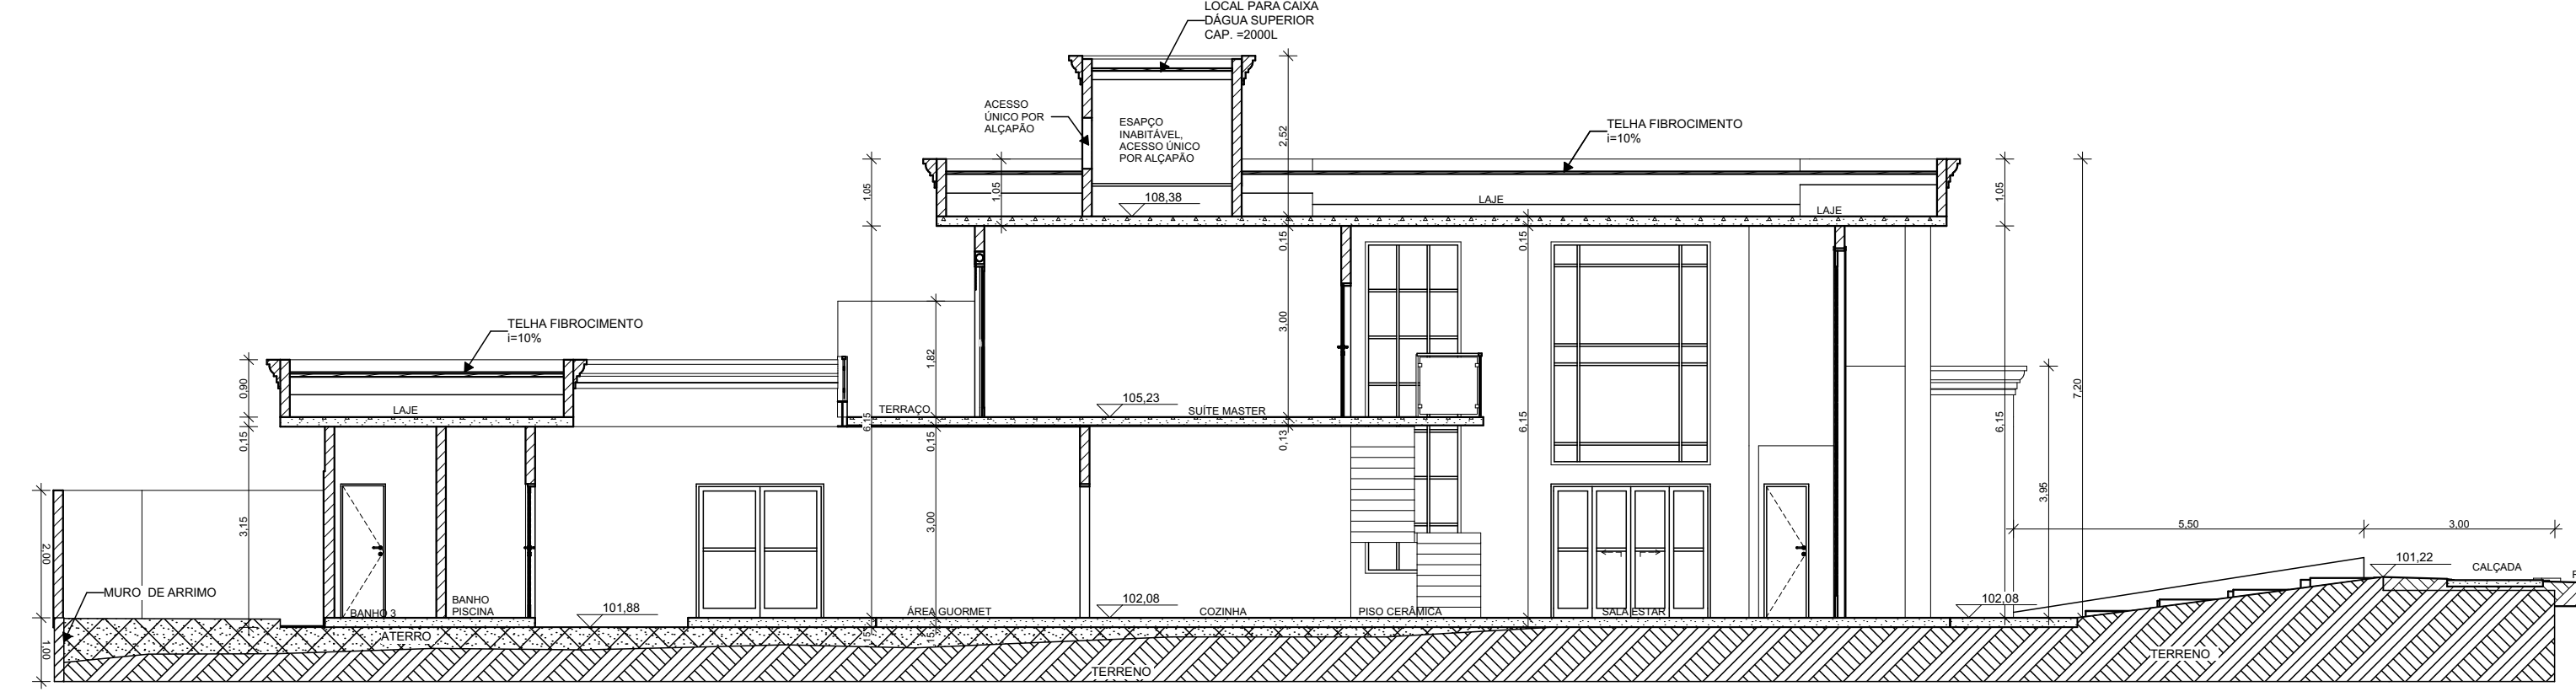 LOCAL PARA CAIXA
DÁGUA SUPERIOR
CAP. =2000L
ACESSO
ÚNICO POR
ALÇAPÃO
ESAPÇO
INABITÁVEL,
ACESSO ÚNICO
POR ALÇAPÃO
2,52
TELHA FIBROCIMENTO
i=10%
1,05
1,05
1,05
108,38
LAJE
LAJE
0,15
0,15
TELHA FIBROCIMENTO
i=10%
3,00
1,82
0,90
7,20
105,23
LAJE
TERRAÇO
SUÍTE MASTER
6,15
6,15
6,15
0,15
0,15
0,13
3,95
3,15
3,00
2,00
5,50
3,00
101,22
CALÇADA
MURO DE ARRIMO
BANHO 3
BANHO
PISCINA
101,88
ÁREA GUORMET
102,08
COZINHA
PISO CERÂMICA
SALA ESTAR
102,08
ATERRO
15
15
1,00
TERRENO
TERRENO